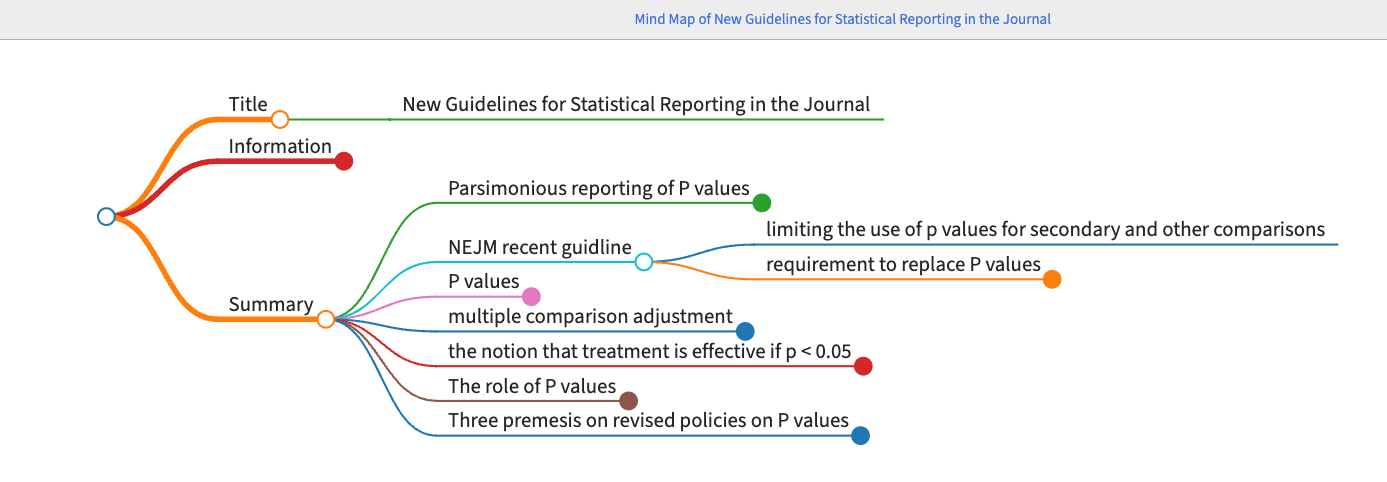 Mind Map of New Guidelines for Statistical Reporting in the Journal
Title
New Guidelines for Statistical Reporting in the Journal
Information
Summary
Parsimonious reporting of P values
NEJM recent guidline
limiting the use of p values for secondary and other comparisons
requirement to replace P values
P values
multiple comparison adjustment
the notion that treatment is effective if p < 0.05
The role of P values
Three premesis on revised policies on P values